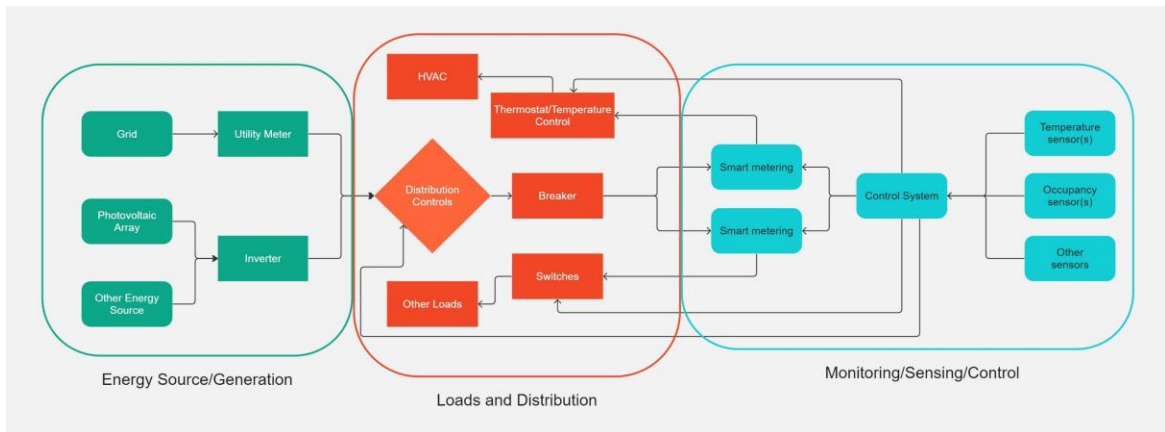 Grid
Utility Meter
Photovoltaic
Array
Inverter
Other Energy
Source
Energy Source/Generation
HVAC
Thermostat/Temperature
Control
Distribution
Controls
Breaker
Switches
Other Loads
Loads and Distribution
Smart metering
Smart metering
Control System
Temperature
sensor(s)
Occupancy
sensor(s)
Other
sensors
Monitoring/Sensing/Control